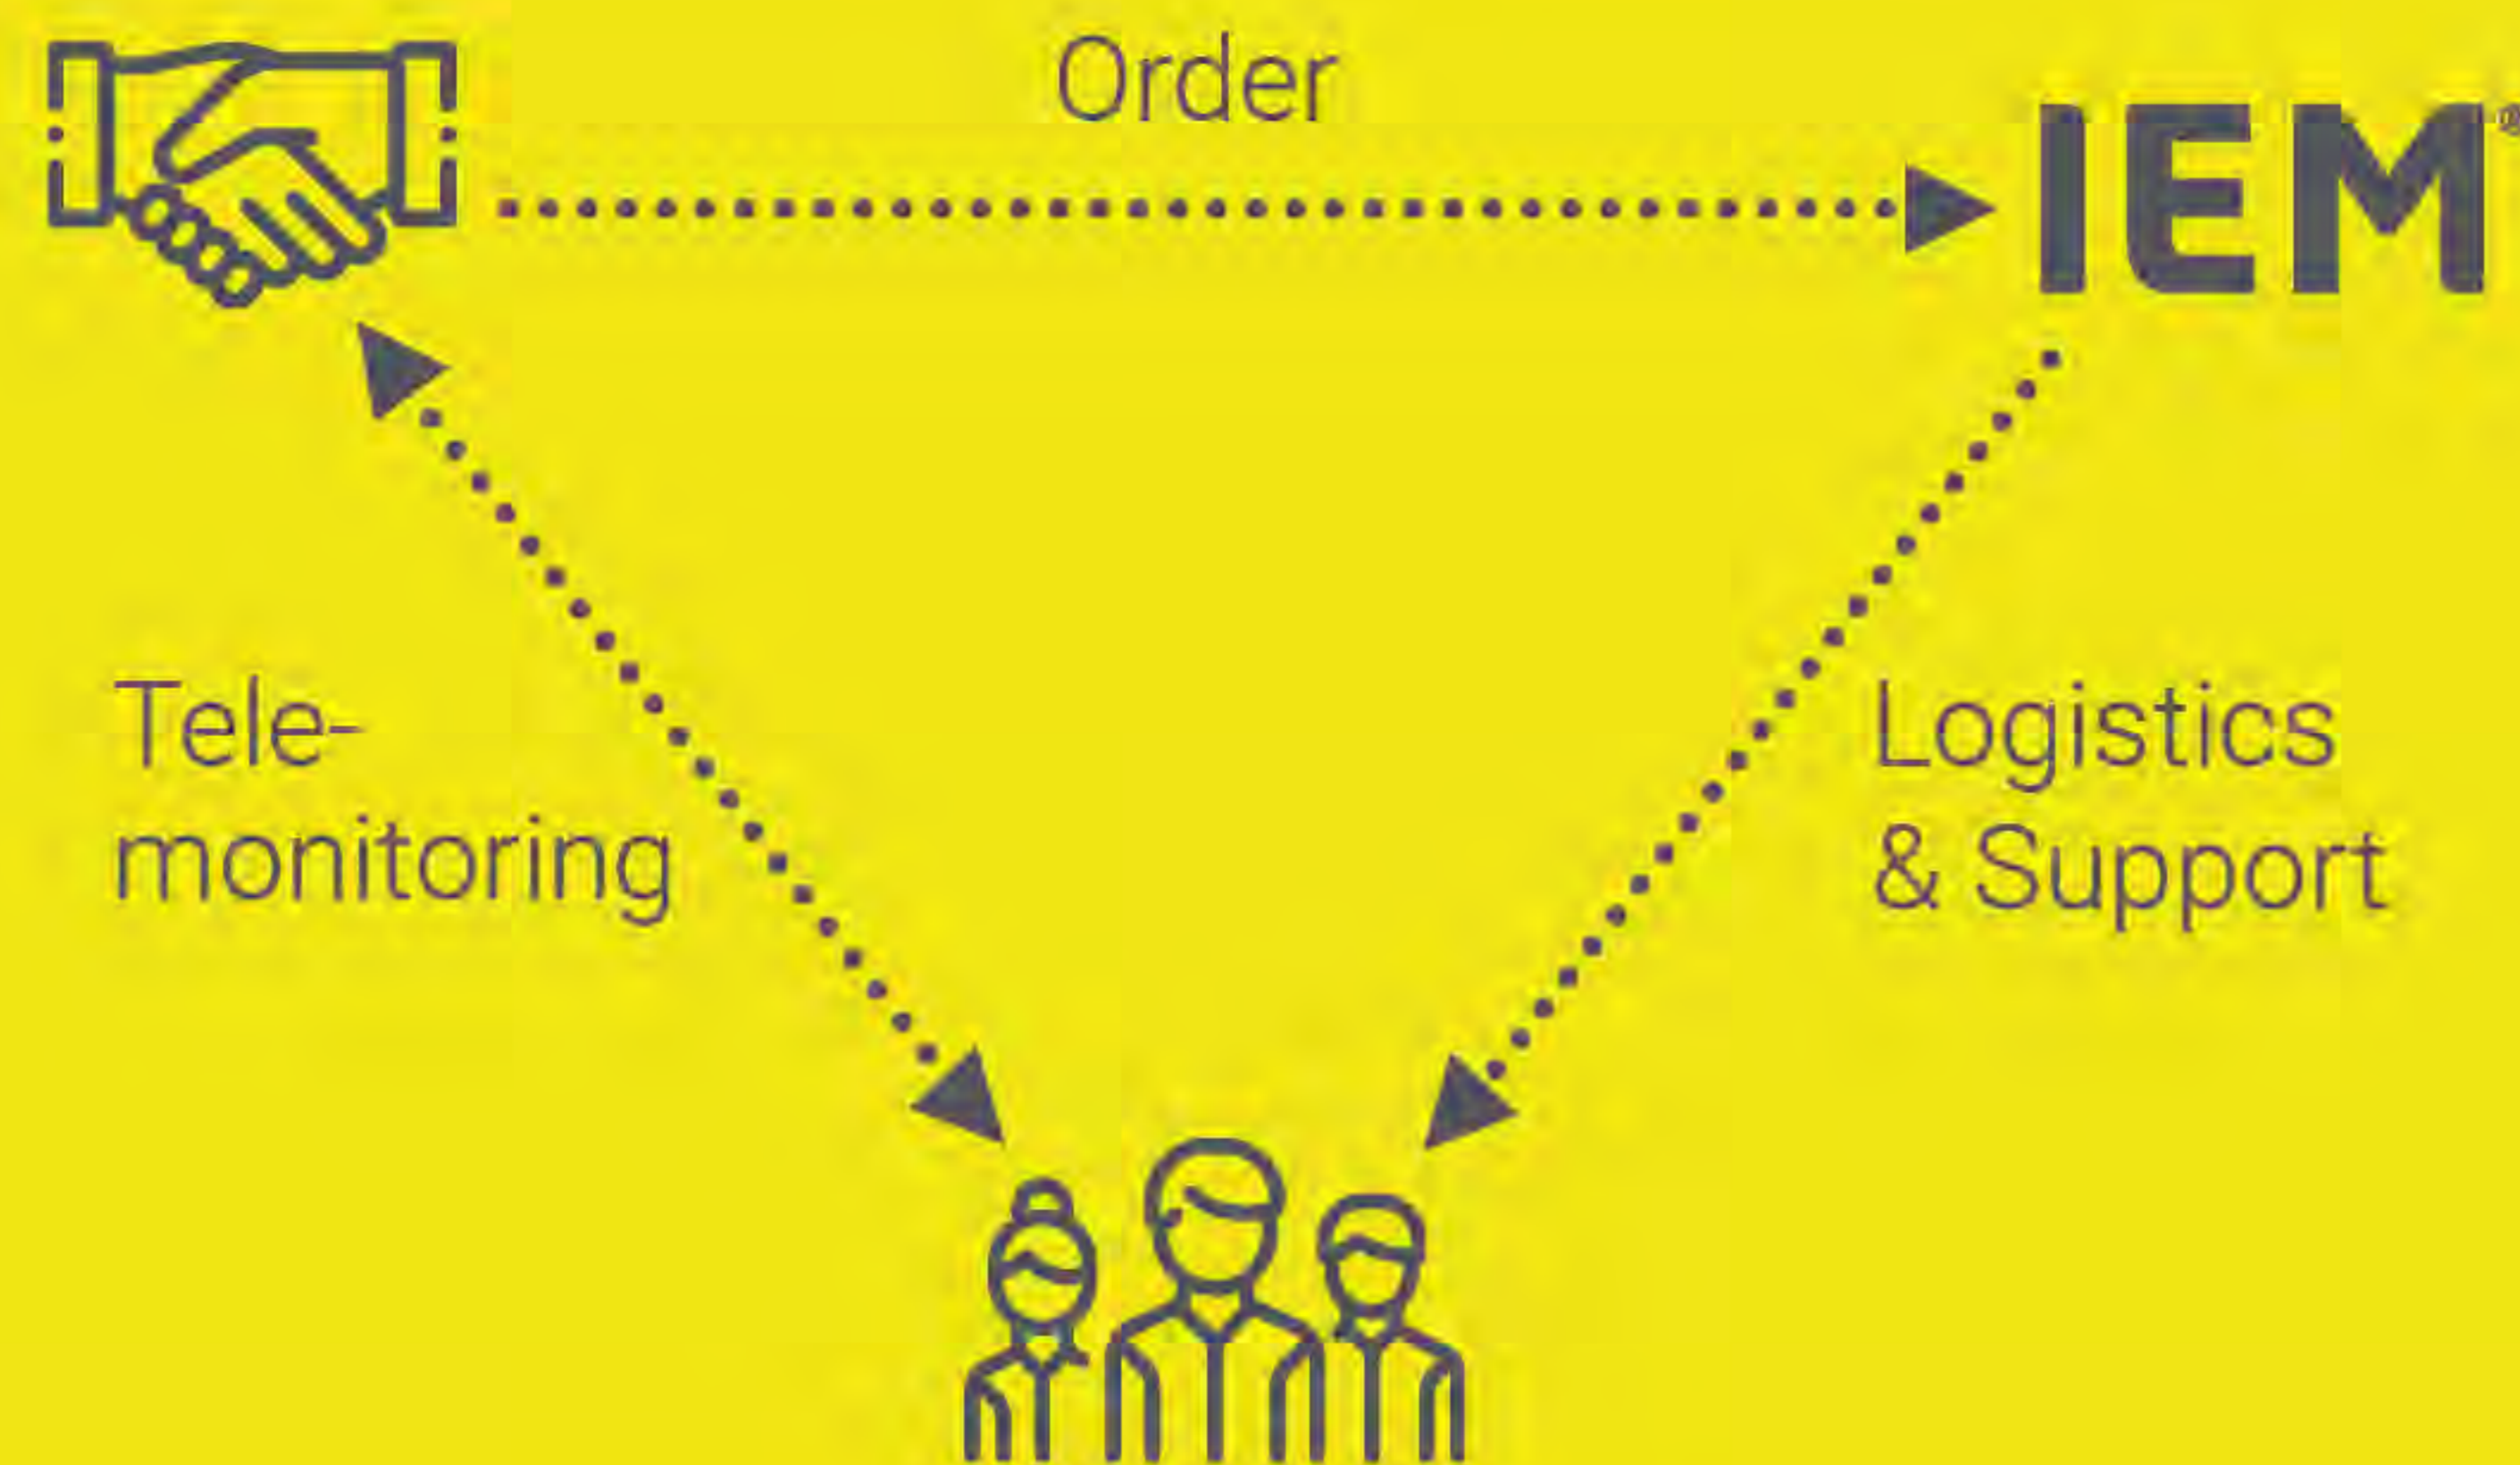 Order
IEM®
Tele-
monitoring
Logistics
& Support